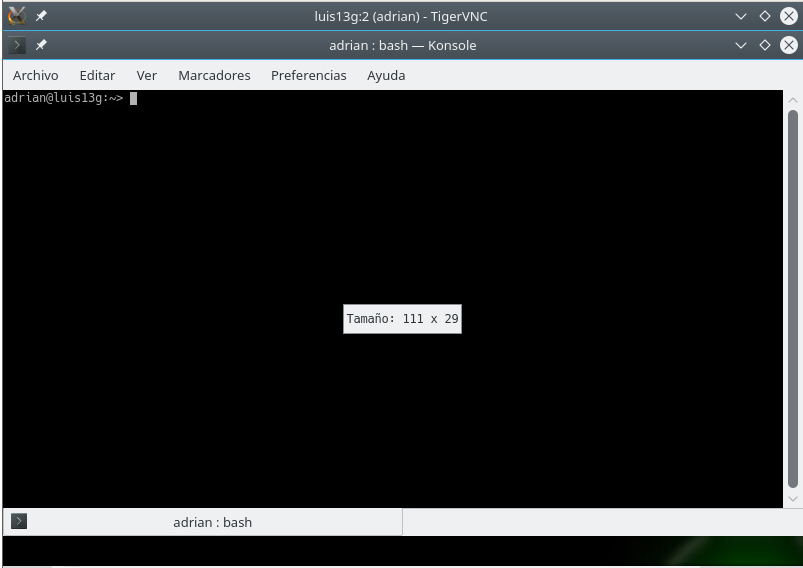 luis13g:2 (adrian) - TigerVNC
adrian : bash — Konsole
Archivo Editar Ver Marcadores Preferencias Ayuda
adrian@luis13g:~>
Tamaño: 111 x 29
adrian : bash